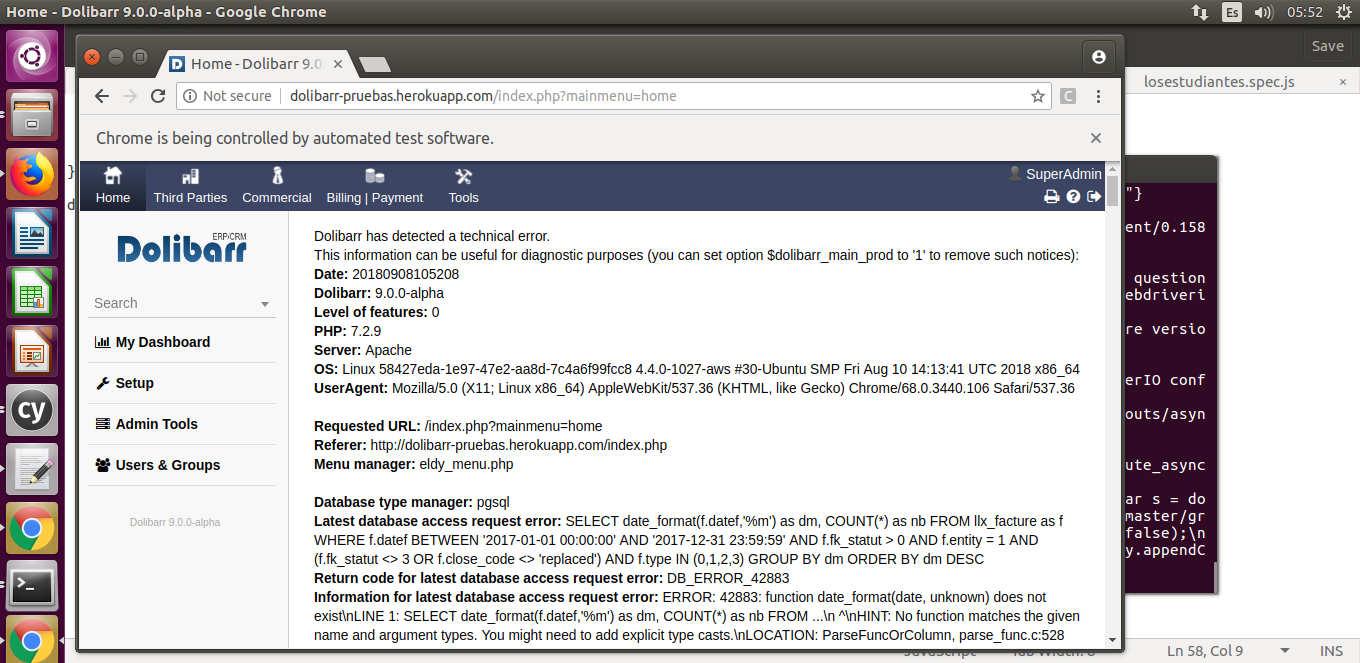 Home - Dolibarr 9.0.0-alpha - Google Chrome
Es
05:52
Save
Home - Dolibarr 9.0
losestudiantes.spec.js
Not secure
dolibarr-pruebas.herokuapp.com/index.php?mainmenu=home
C
Chrome is being controlled by automated test software.
Home
Third Parties
Commercial
Billing | Payment
Tools
SuperAdmin
Dolibarr
ERP/CRM
Search
My Dashboard
Setup
Admin Tools
Users & Groups
Dolibarr 9.0.0-alpha
Dolibarr has detected a technical error.
This information can be useful for diagnostic purposes (you can set option $dolibarr_main_prod to '1' to remove such notices):
Date: 20180908105208
Dolibarr: 9.0.0-alpha
Level of features: 0
PHP: 7.2.9
Server: Apache
OS: Linux 58427eda-1e97-47e2-aa8d-7c4a6f99fcc8 4.4.0-1027-aws #30-Ubuntu SMP Fri Aug 10 14:13:41 UTC 2018 x86_64
UserAgent: Mozilla/5.0 (X11; Linux x86_64) AppleWebKit/537.36 (KHTML, like Gecko) Chrome/68.0.3440.106 Safari/537.36
Requested URL: /index.php?mainmenu=home
Referer: http://dolibarr-pruebas.herokuapp.com/index.php
Menu manager: eldy_menu.php
Database type manager: pgsql
Latest database access request error: SELECT date_format(f.datef,'%m') as dm, COUNT(*) as nb FROM llx_facture as f
WHERE f.datef BETWEEN '2017-01-01 00:00:00' AND '2017-12-31 23:59:59' AND f.fk_statut > 0 AND f.entity = 1 AND
(f.fk_statut <> 3 OR f.close_code <> 'replaced') AND f.type IN (0,1,2,3) GROUP BY dm ORDER BY dm DESC
Return code for latest database access request error: DB_ERROR_42883
Information for latest database access request error: ERROR: 42883: function date_format(date, unknown) does not
exist\nLINE 1: SELECT date_format(f.datef,'%m') as dm, COUNT(*) as nb FROM ...\n ^\nHINT: No function matches the given
name and argument types. You might need to add explicit type casts.\nLOCATION: ParseFuncOrColumn, parse_func.c:528
}
d
"}
ent/0.158
question
ebdriveri
re versio
erIO conf
outs/asyn
ute_async
ar s = do
master/gr
false);\n
y.appendC
cy
>_
Ln 58, Col 9
INS